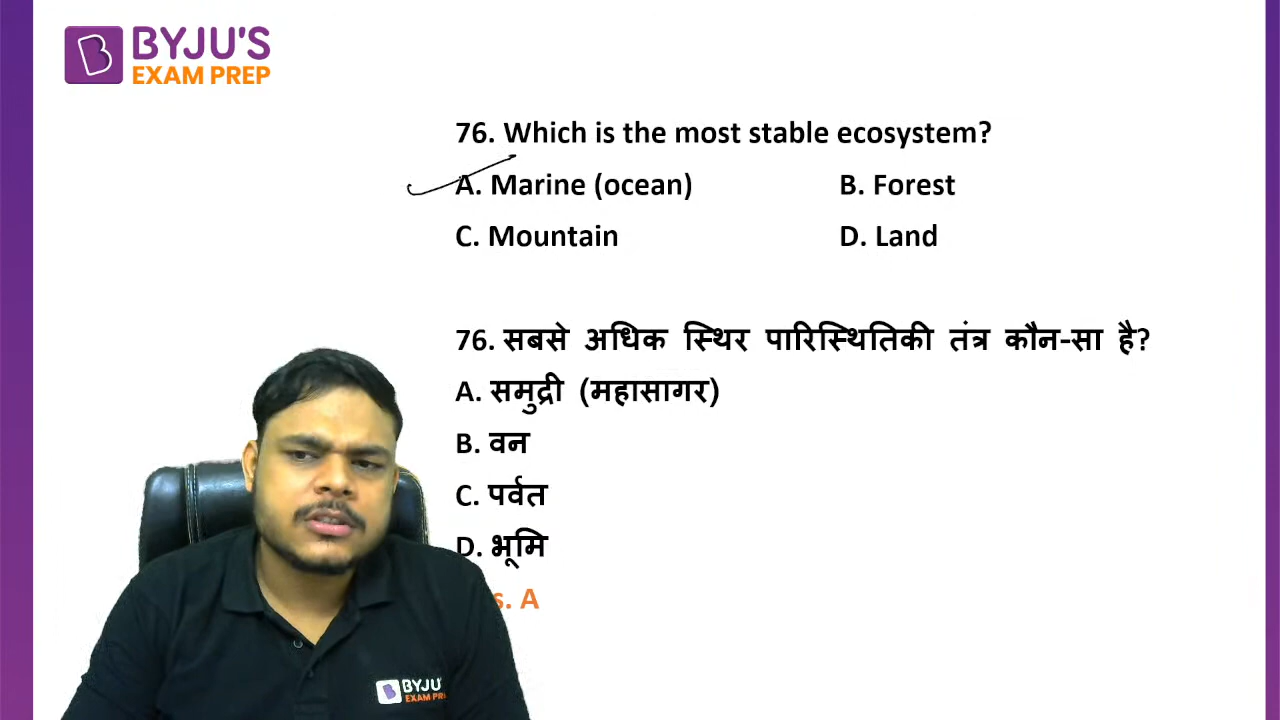 BYJU'S
EXAM PREP
76. Which is the most stable ecosystem?
A. Marine (ocean) B. Forest
C. Mountain D. Land
76. सबसे अधिक स्थिर पारिस्थितिकी तंत्र कौन-सा है?
A. समुद्री (महासागर)
B. वन
C. पर्वत
D. भूमि
A
BYJU
EXAM